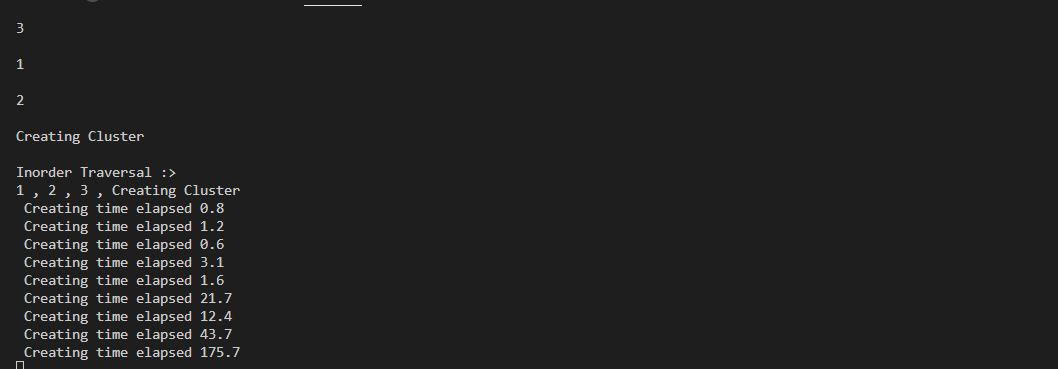 3
1
2
Creating Cluster
Inorder Traversal :>
1 , 2 , 3 , Creating Cluster
Creating time elapsed 0.8
Creating time elapsed 1.2
Creating time elapsed 0.6
Creating time elapsed 3.1
Creating time elapsed 1.6
Creating time elapsed 21.7
Creating time elapsed 12.4
Creating time elapsed 43.7
Creating time elapsed 175.7